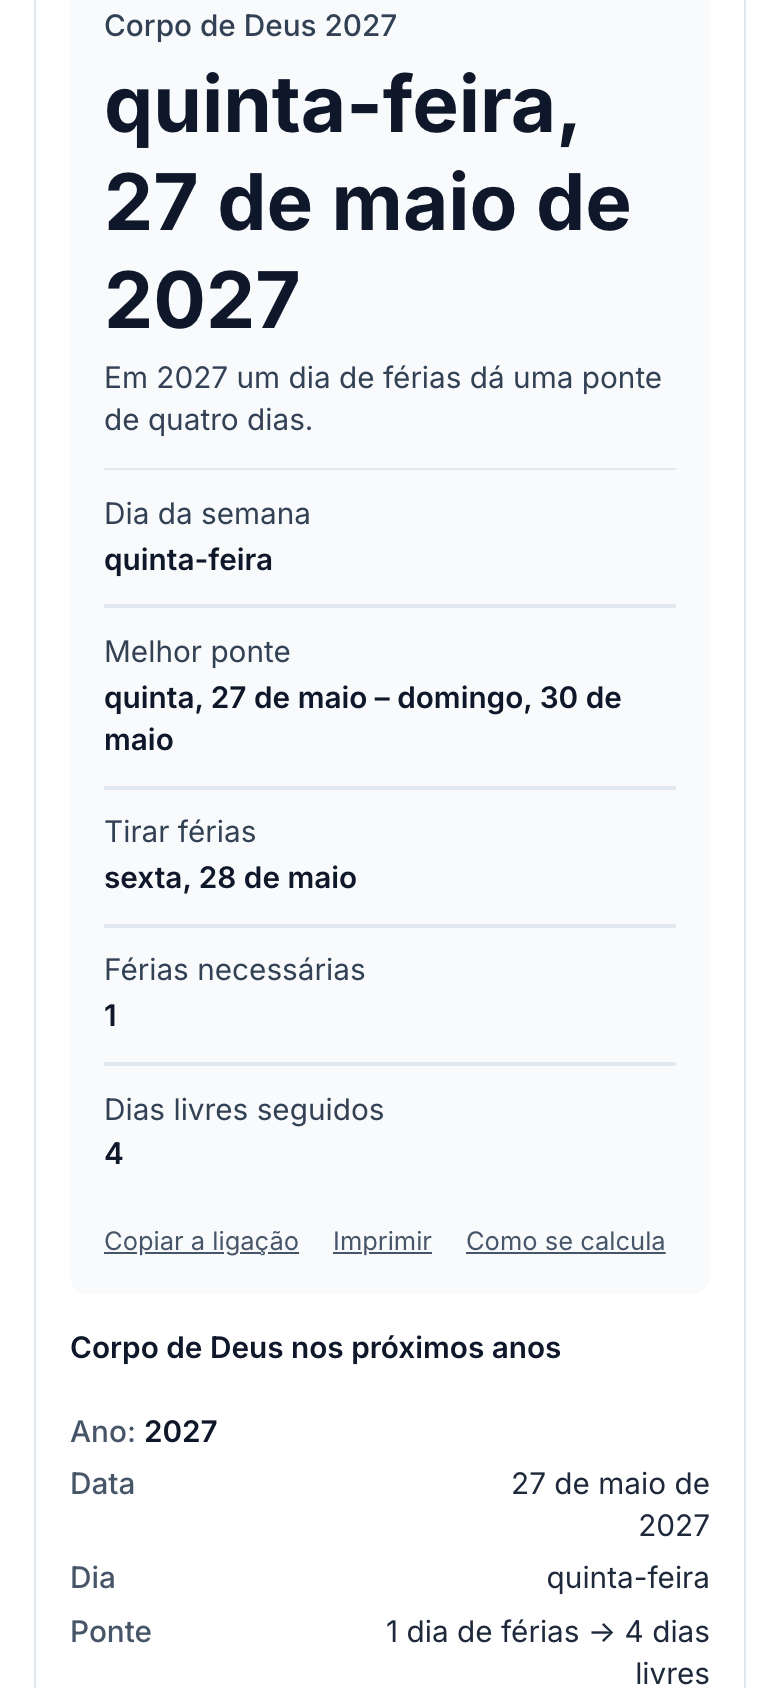 Corpo de Deus 2027
quinta-feira,
27 de maio de
2027
Em 2027 um dia de férias dá uma ponte
de quatro dias.
Dia da semana
quinta-feira
Melhor ponte
quinta, 27 de maio – domingo, 30 de
maio
Tirar férias
sexta, 28 de maio
Férias necessárias
1
Dias livres seguidos
4
Copiar a ligação Imprimir Como se calcula
Corpo de Deus nos próximos anos
Ano: 2027
Data 27 de maio de
2027
Dia quinta-feira
Ponte 1 dia de férias → 4 dias
livres